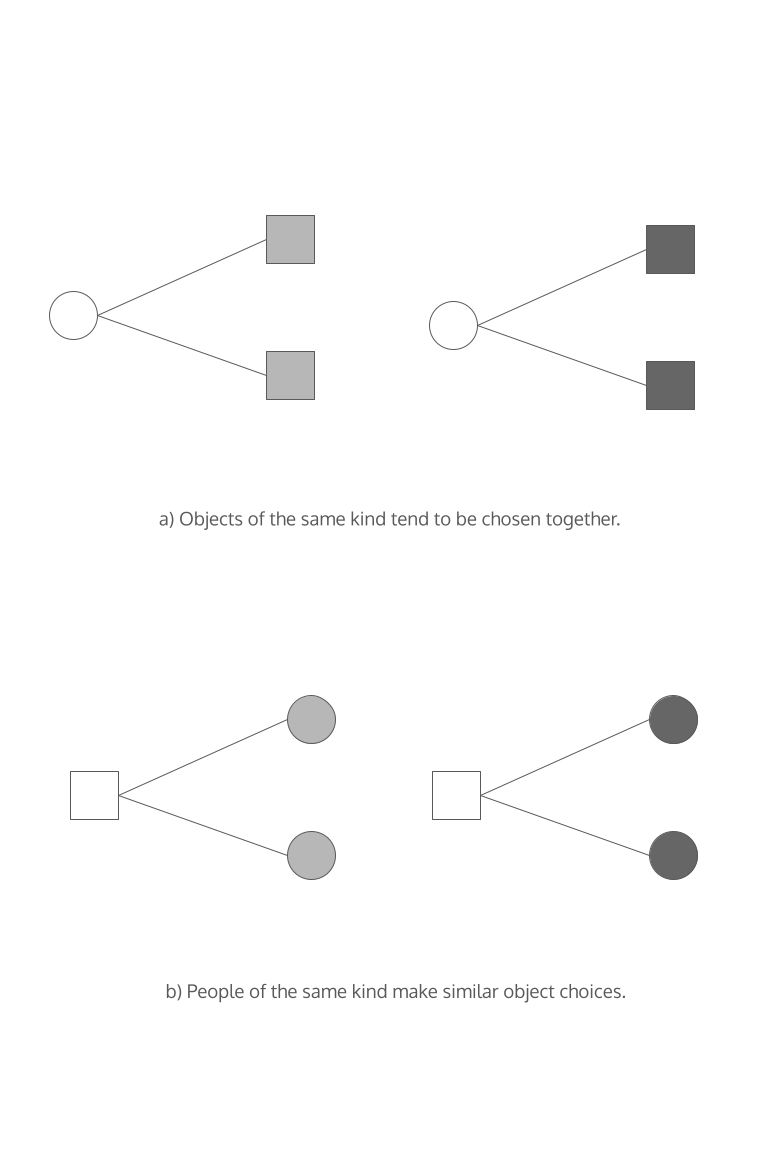 a) Objects of the same kind tend to be chosen together.
b) People of the same kind make similar object choices.